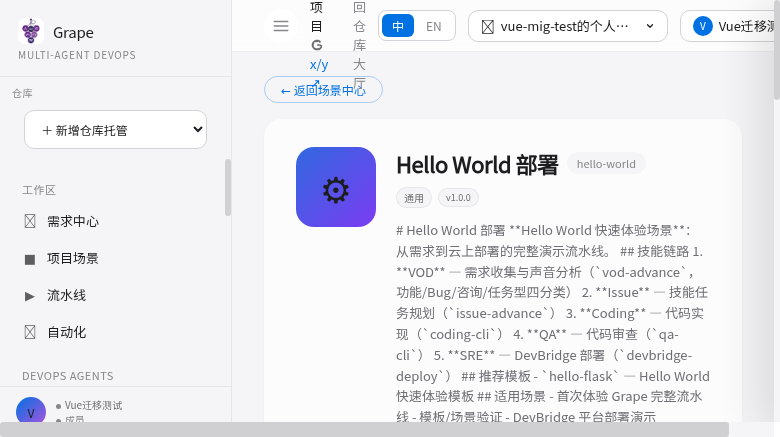 Grape
MULTI-AGENT DEVOPS
仓库
＋ 新增仓库托管
工作区
需求中心
项目场景
流水线
自动化
DEVOPS AGENTS
V
Vue迁移测试
成员
项目
G
x/y
↗
回仓库大厅
中
EN
vue-mig-test的个人…
V
Vue迁移测
← 返回场景中心
Hello World 部署
hello-world
通用
v1.0.0
# Hello World 部署 **Hello World 快速体验场景**：
从需求到云上部署的完整演示流水线。 ## 技能链路 1.
**VOD** — 需求收集与声音分析（`vod-advance`，
功能/Bug/咨询/任务型四分类） 2. **Issue** — 技能任
务规划（`issue-advance`） 3. **Coding** — 代码实
现（`coding-cli`） 4. **QA** — 代码审查（`qa-
cli`） 5. **SRE** — DevBridge 部署（`devbridge-
deploy`） ## 推荐模板 - `hello-flask` — Hello World
快速体验模板 ## 适用场景 - 首次体验 Grape 完整流水
线 - 模板/场景验证 - DevBridge 平台部署演示